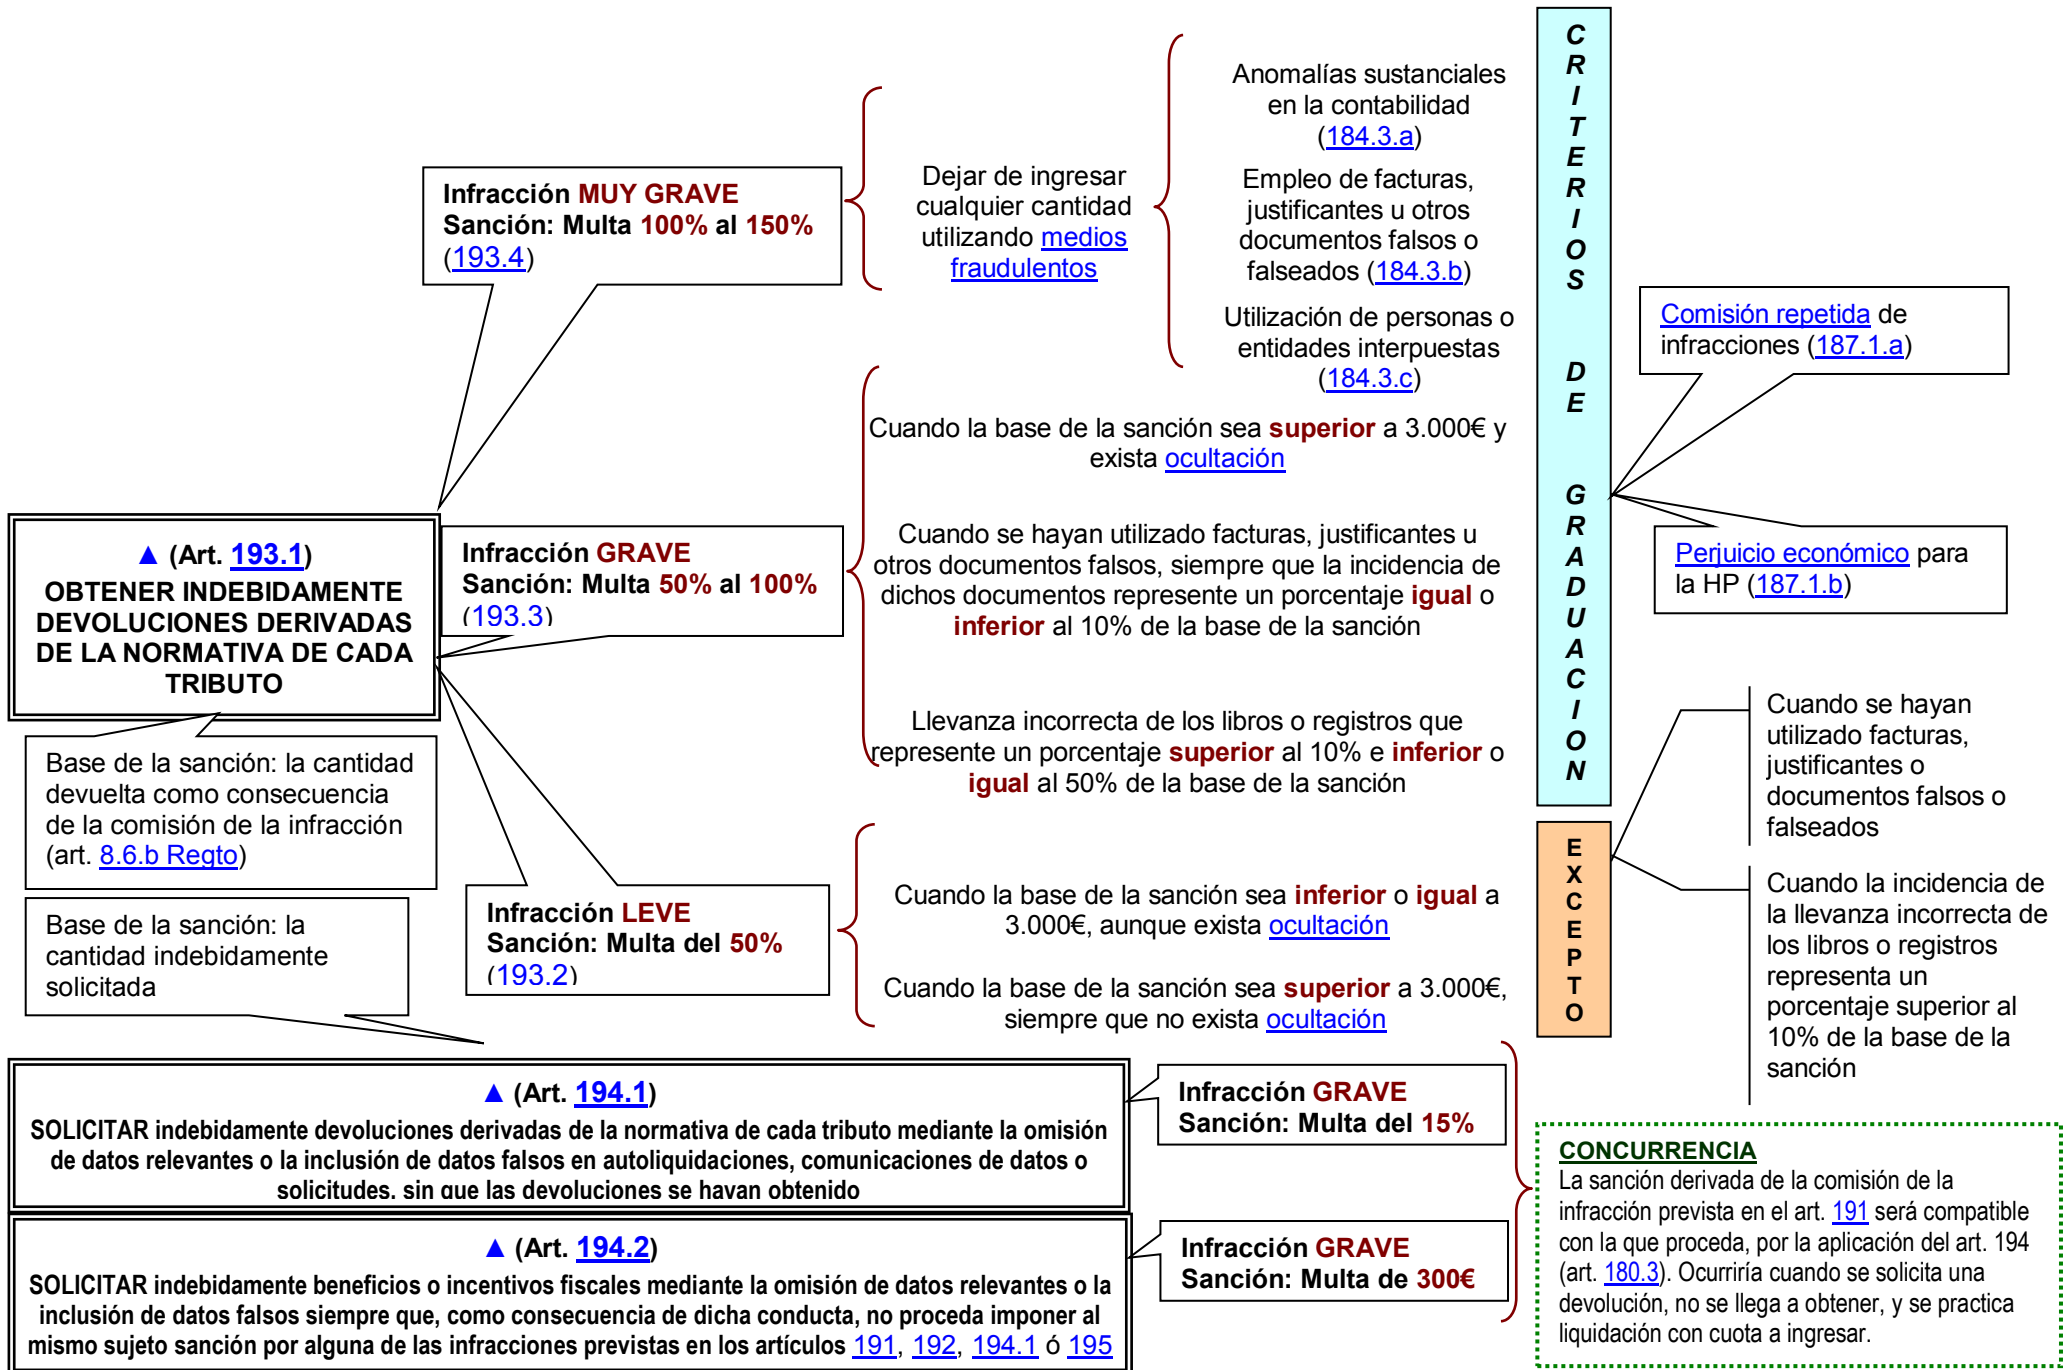 Infracción MUY GRAVE
Sanción: Multa 100% al 150%
(193.4)
Dejar de ingresar
cualquier cantidad
utilizando medios
fraudulentos
Anomalías sustanciales
en la contabilidad
(184.3.a)
Empleo de facturas,
justificantes u otros
documentos falsos o
falseados (184.3.b)
Utilización de personas o
entidades interpuestas
(184.3.c)
CRITERIOS DE GRADUACION
Comisión repetida de
infracciones (187.1.a)
Perjuicio económico para
la HP (187.1.b)
▲ (Art. 193.1)
OBTENER INDEBIDAMENTE
DEVOLUCIONES DERIVADAS
DE LA NORMATIVA DE CADA
TRIBUTO
Infracción GRAVE
Sanción: Multa 50% al 100%
(193.3)
Cuando la base de la sanción sea superior a 3.000€ y
exista ocultación
Cuando se hayan utilizado facturas, justificantes u
otros documentos falsos, siempre que la incidencia de
dichos documentos represente un porcentaje igual o
inferior al 10% de la base de la sanción
Llevanza incorrecta de los libros o registros que
represente un porcentaje superior al 10% e inferior o
igual al 50% de la base de la sanción
Base de la sanción: la cantidad
devuelta como consecuencia
de la comisión de la infracción
(art. 8.6.b Regto)
Base de la sanción: la
cantidad indebidamente
solicitada
Infracción LEVE
Sanción: Multa del 50%
(193.2)
Cuando la base de la sanción sea inferior o igual a
3.000€, aunque exista ocultación
Cuando la base de la sanción sea superior a 3.000€,
siempre que no exista ocultación
EXCEPTO
Cuando se hayan
utilizado facturas,
justificantes o
documentos falsos o
falseados
Cuando la incidencia de
la llevanza incorrecta de
los libros o registros
representa un
porcentaje superior al
10% de la base de la
sanción
▲ (Art. 194.1)
SOLICITAR indebidamente devoluciones derivadas de la normativa de cada tributo mediante la omisión
de datos relevantes o la inclusión de datos falsos en autoliquidaciones, comunicaciones de datos o
solicitudes, sin que las devoluciones se hayan obtenido
Infracción GRAVE
Sanción: Multa del 15%
▲ (Art. 194.2)
SOLICITAR indebidamente beneficios o incentivos fiscales mediante la omisión de datos relevantes o la
inclusión de datos falsos siempre que, como consecuencia de dicha conducta, no proceda imponer al
mismo sujeto sanción por alguna de las infracciones previstas en los artículos 191, 192, 194.1 ó 195
Infracción GRAVE
Sanción: Multa de 300€
CONCURRENCIA
La sanción derivada de la comisión de la
infracción prevista en el art. 191 será compatible
con la que proceda, por la aplicación del art. 194
(art. 180.3). Ocurriría cuando se solicita una
devolución, no se llega a obtener, y se practica
liquidación con cuota a ingresar.